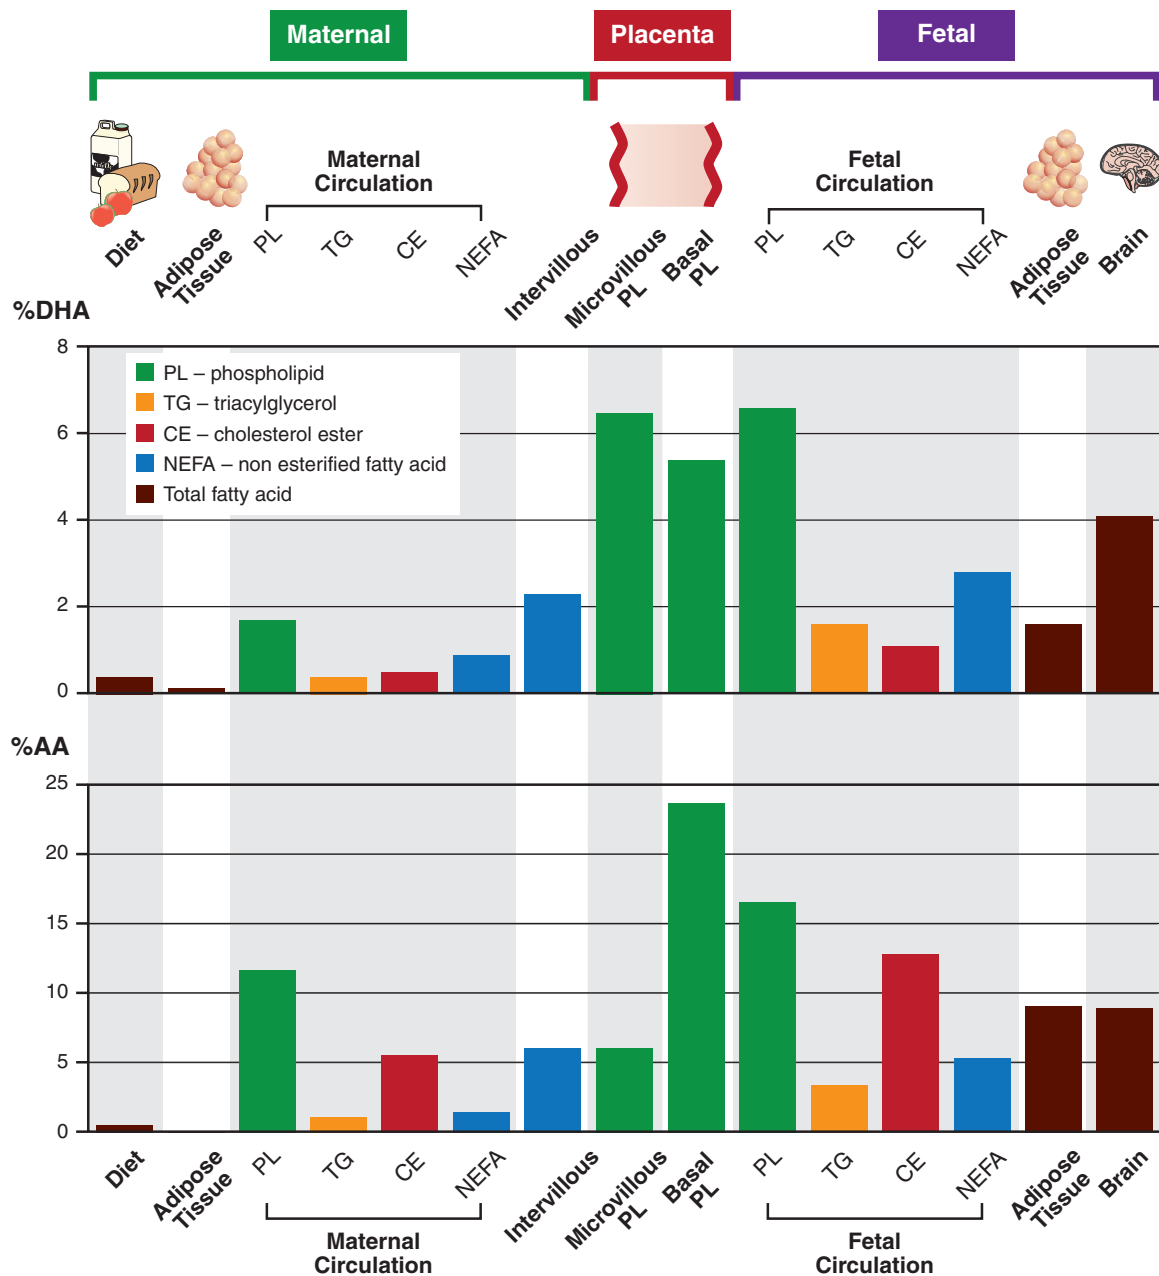 Maternal
Placenta
Fetal
Maternal
Circulation
Fetal
Circulation
Diet
Adipose
Tissue
PL
TG
CE
NEFA
Intervillous
Microvillous
PL
Basal
PL
PL
TG
CE
NEFA
Adipose
Tissue
Brain
%DHA
8
6
4
2
0
PL – phospholipid
TG – triacylglycerol
CE – cholesterol ester
NEFA – non esterified fatty acid
Total fatty acid
%AA
25
20
15
10
5
0
Diet
Adipose
Tissue
PL
TG
CE
NEFA
Intervillous
Microvillous
PL
Basal
PL
PL
TG
CE
NEFA
Adipose
Tissue
Brain
Maternal
Circulation
Fetal
Circulation